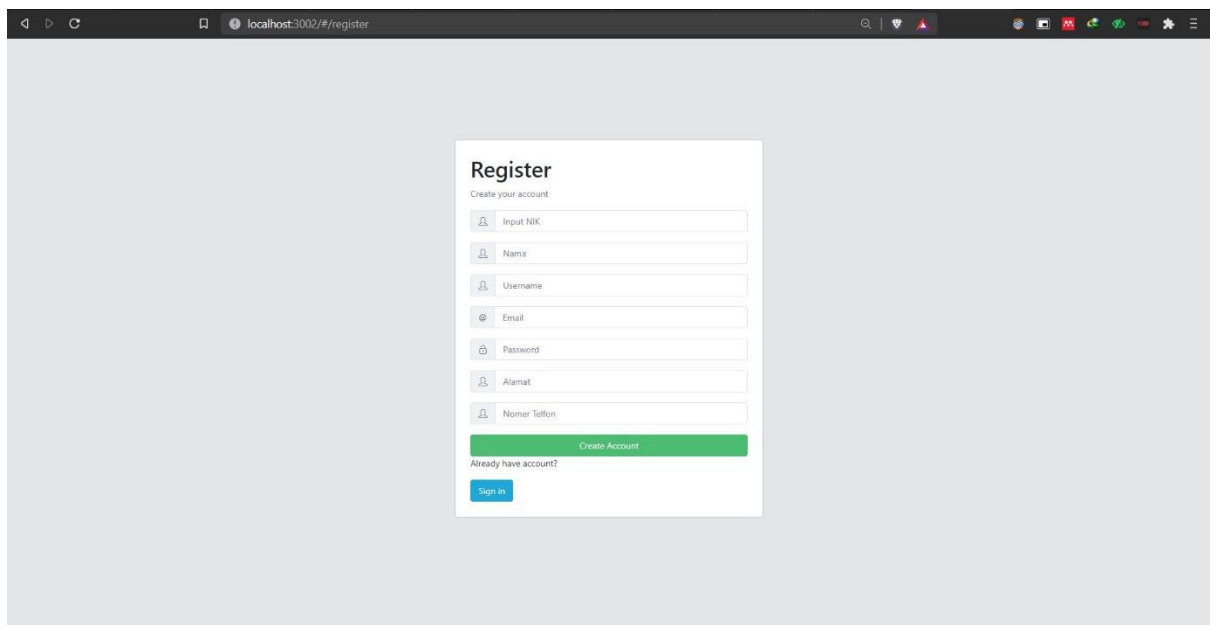 localhost:3002/#/register
Register
Create your account
Input NIK
Nama
Username
@ Email
Password
Alamat
Nomer Telfon
Create Account
Already have account?
Sign in